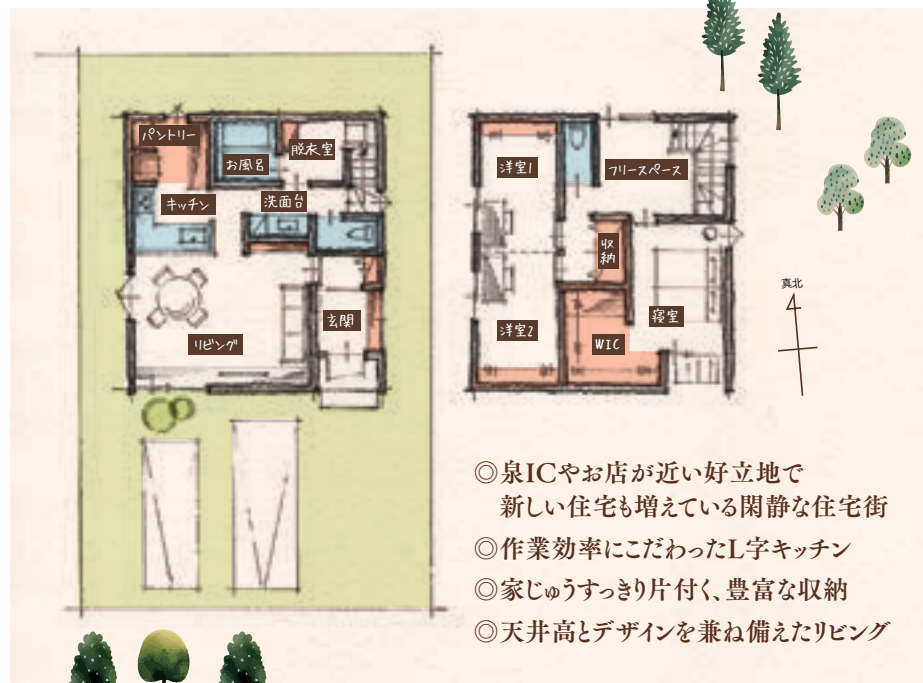 パントリー
お風呂
脱衣室
キッチン
洗面台
リビング
玄関
洋室1
フリースペース
収納
寝室
洋室2
WIC
真北
◎泉ICやお店が近い好立地で
新しい住宅も増えている閑静な住宅街
◎作業効率にこだわったL字キッチン
◎家じゅうすっきり片付く、豊富な収納
◎天井高とデザインを兼ね備えたリビング